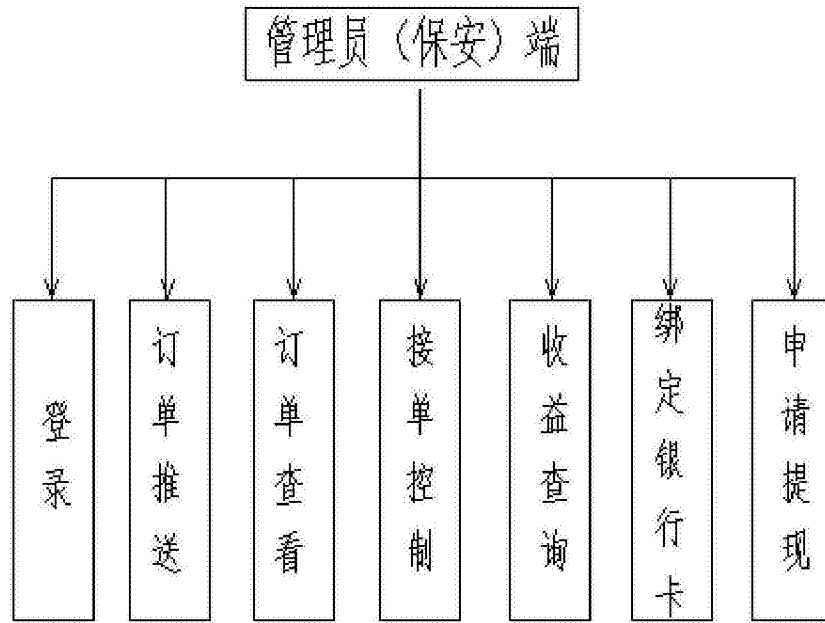 管理员（保安）端
登录
订单推送
订单查看
接单控制
收益查询
绑定银行卡
申请提现